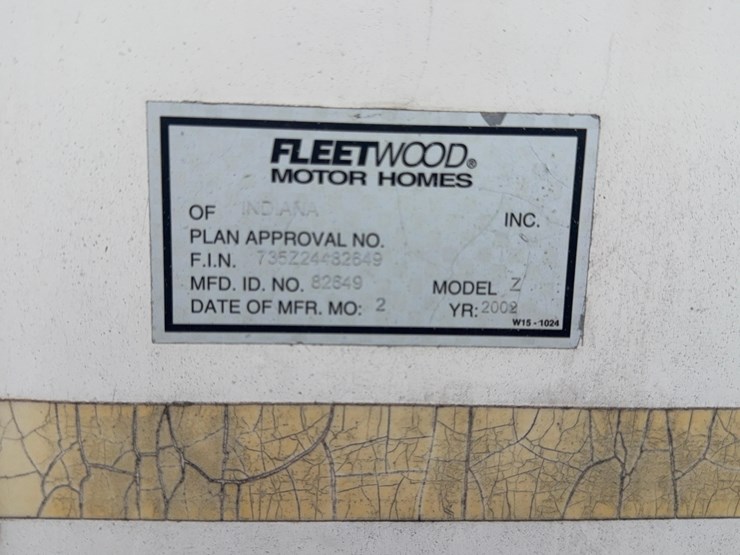 FLEETWOOD®
MOTOR HOMES
OF INDIANA INC.
PLAN APPROVAL NO.
F.I.N.
MFD. ID. NO. 82649 MODEL Z
DATE OF MFR. MO: 2 YR: 2002
W15 - 1024